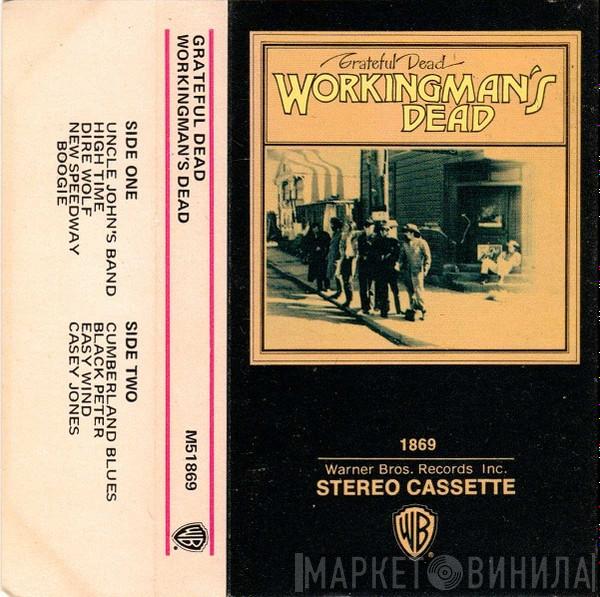 SIDE ONE
UNCLE JOHN'S BAND
HIGH TIME
DIRE WOLF
NEW SPEEDWAY
BOOGIE
SIDE TWO
CUMBERLAND BLUES
BLACK PETER
EASY WIND
CASEY JONES
GRATEFUL DEAD
WORKINGMAN'S DEAD
M51869
WB
Grateful Dead
WORKINGMAN'S
DEAD
1869
Warner Bros. Records Inc.
STEREO CASSETTE
WB
МАРКЕТ ВИНИЛА